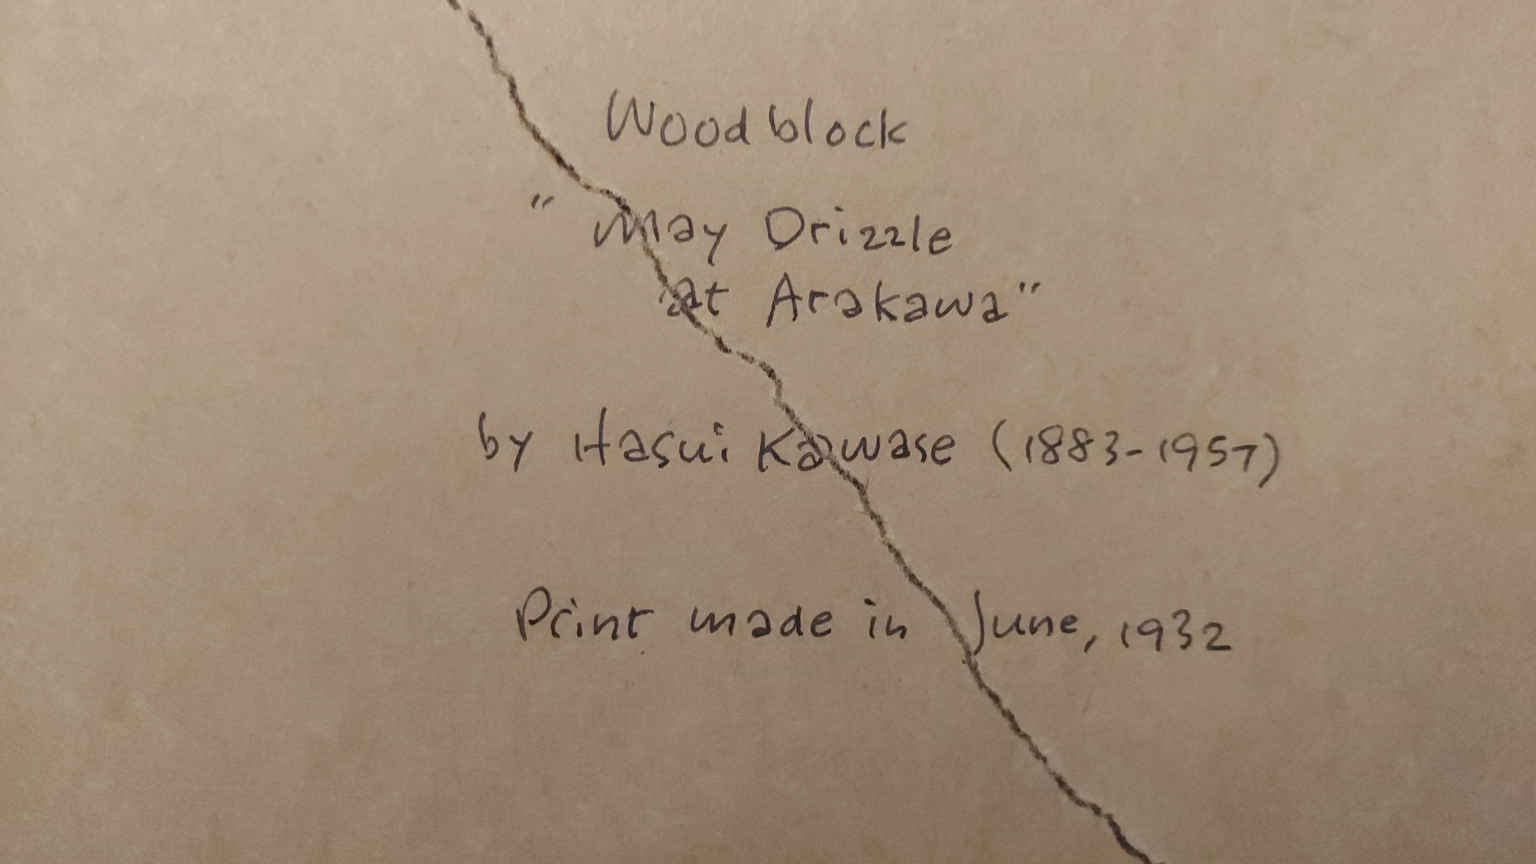 Woodblock
"May Drizzle
at Arakawa"
by Hasui Kawase (1883-1957)
Print made in June, 1932